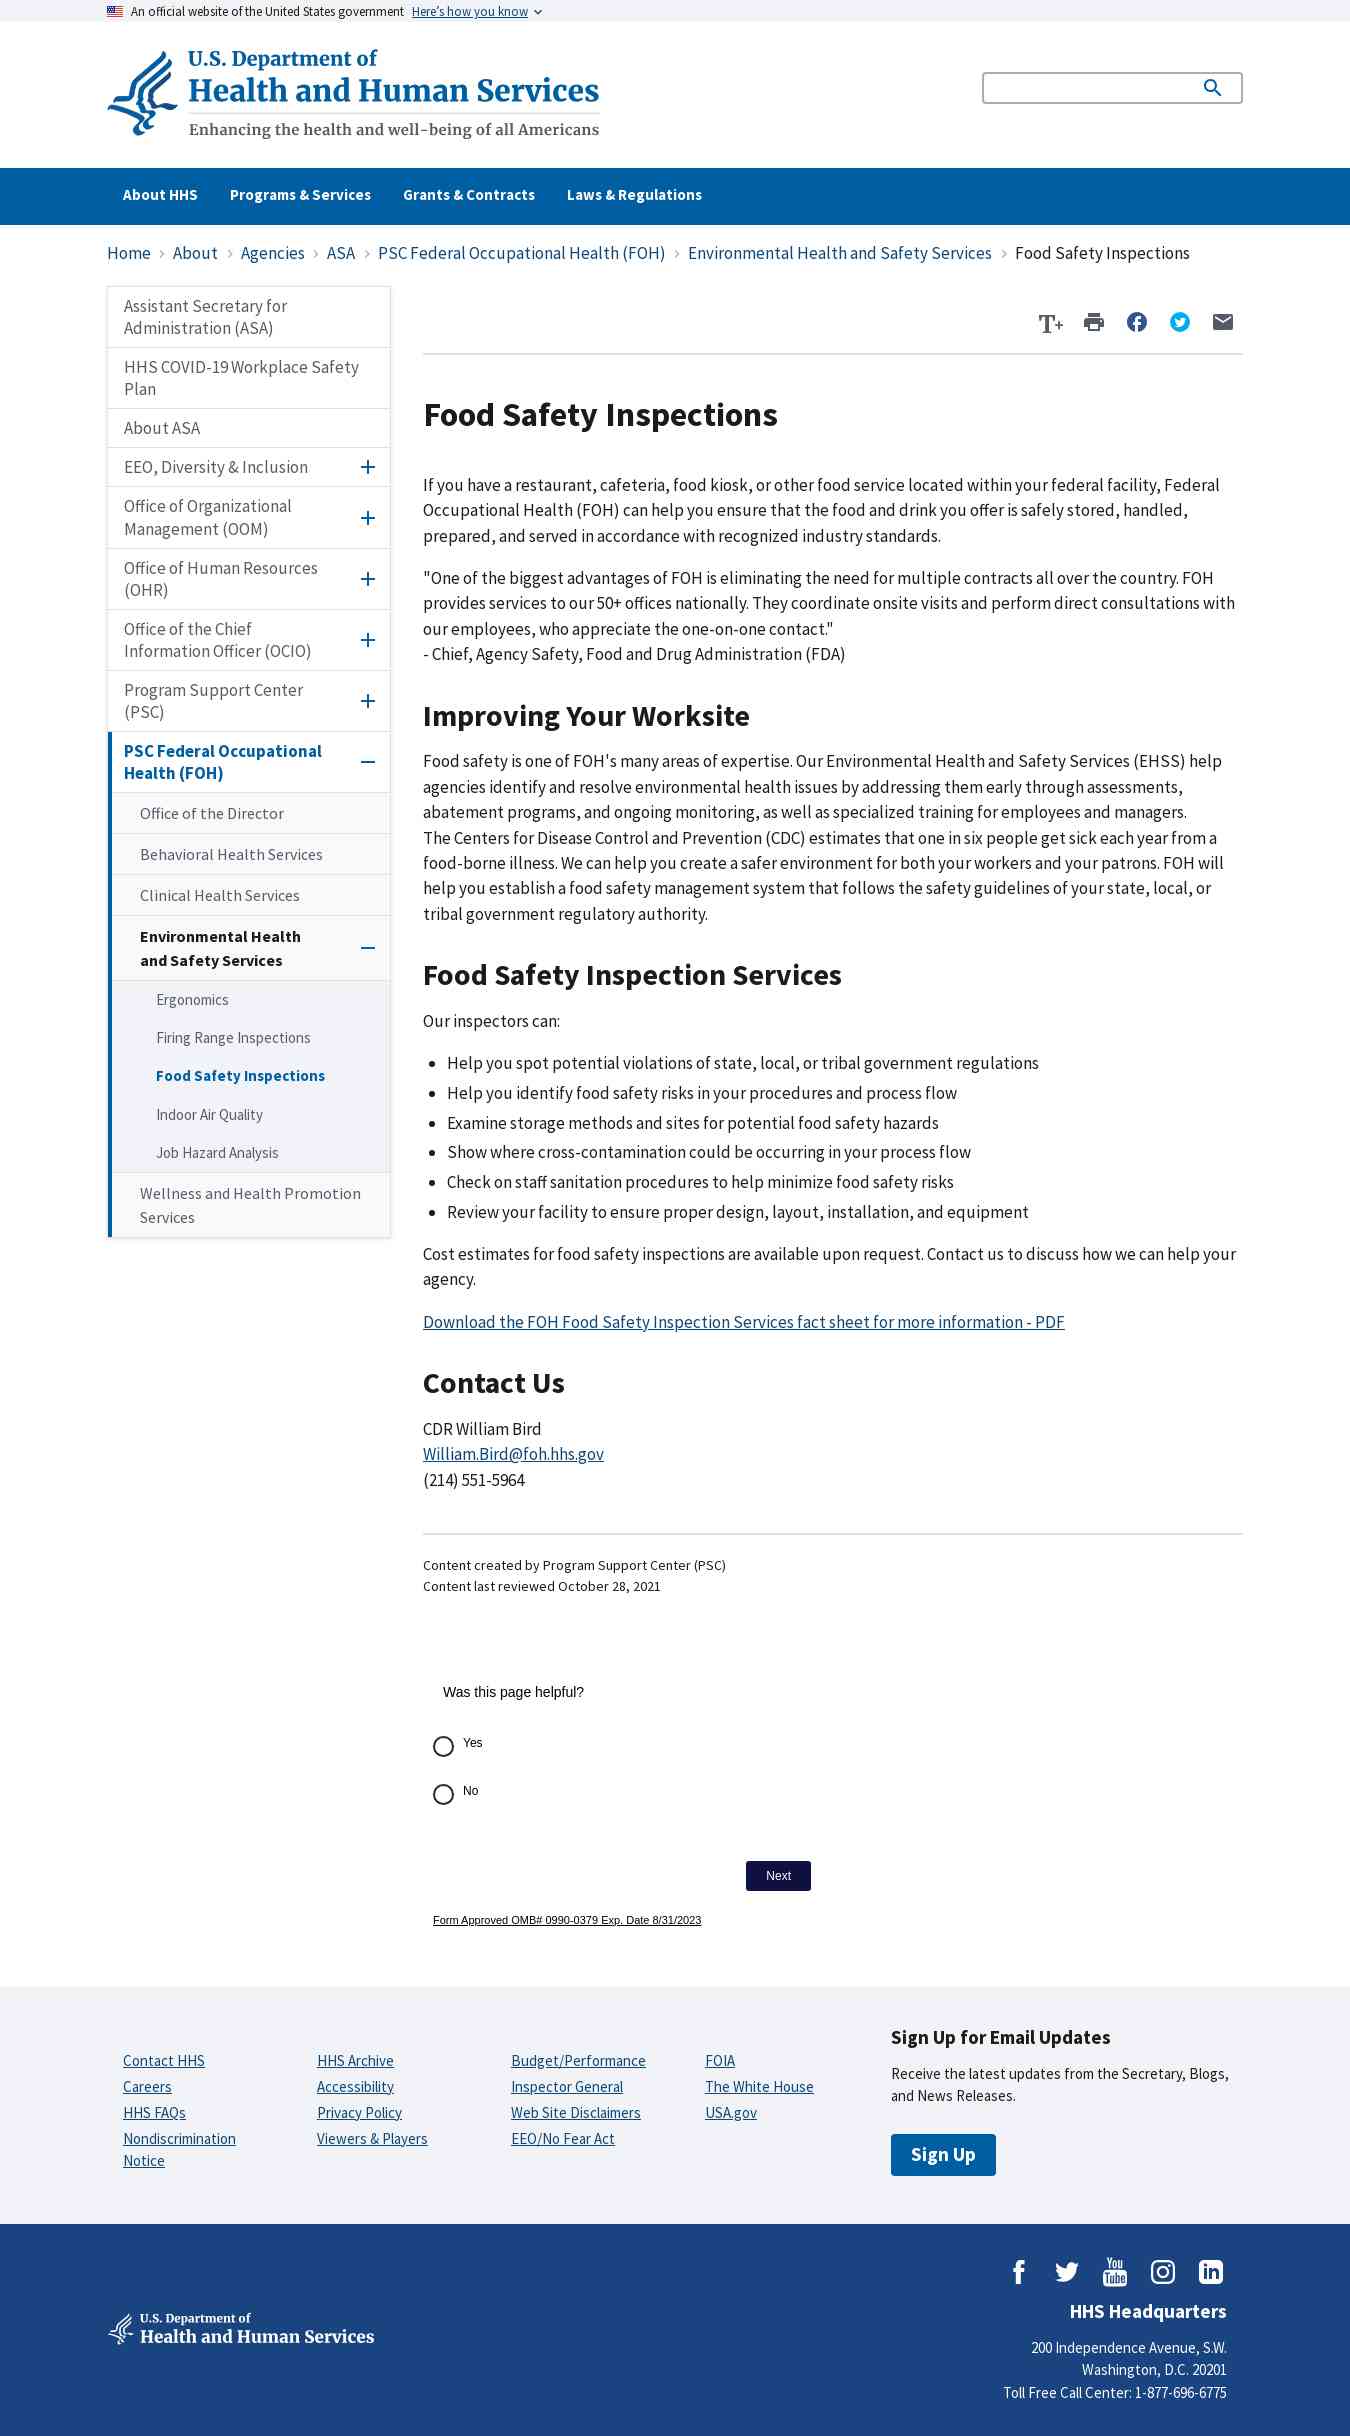 An official website of the United States government Here's how you know
U.S. Department of
Health and Human Services
Enhancing the health and well-being of all Americans
About HHS Programs & Services Grants & Contracts Laws & Regulations
Home About Agencies ASA PSC Federal Occupational Health (FOH) Environmental Health and Safety Services Food Safety Inspections
Assistant Secretary for
Administration (ASA)
HHS COVID-19 Workplace Safety
Plan
About ASA
EEO, Diversity & Inclusion
Office of Organizational
Management (OOM)
Office of Human Resources
(OHR)
Office of the Chief
Information Officer (OCIO)
Program Support Center
(PSC)
PSC Federal Occupational
Health (FOH)
Office of the Director
Behavioral Health Services
Clinical Health Services
Environmental Health
and Safety Services
Ergonomics
Firing Range Inspections
Food Safety Inspections
Indoor Air Quality
Job Hazard Analysis
Wellness and Health Promotion
Services
T+
Food Safety Inspections
If you have a restaurant, cafeteria, food kiosk, or other food service located within your federal facility, Federal
Occupational Health (FOH) can help you ensure that the food and drink you offer is safely stored, handled,
prepared, and served in accordance with recognized industry standards.
"One of the biggest advantages of FOH is eliminating the need for multiple contracts all over the country. FOH
provides services to our 50+ offices nationally. They coordinate onsite visits and perform direct consultations with
our employees, who appreciate the one-on-one contact."
- Chief, Agency Safety, Food and Drug Administration (FDA)
Improving Your Worksite
Food safety is one of FOH's many areas of expertise. Our Environmental Health and Safety Services (EHSS) help
agencies identify and resolve environmental health issues by addressing them early through assessments,
abatement programs, and ongoing monitoring, as well as specialized training for employees and managers.
The Centers for Disease Control and Prevention (CDC) estimates that one in six people get sick each year from a
food-borne illness. We can help you create a safer environment for both your workers and your patrons. FOH will
help you establish a food safety management system that follows the safety guidelines of your state, local, or
tribal government regulatory authority.
Food Safety Inspection Services
Our inspectors can:
Help you spot potential violations of state, local, or tribal government regulations
Help you identify food safety risks in your procedures and process flow
Examine storage methods and sites for potential food safety hazards
Show where cross-contamination could be occurring in your process flow
Check on staff sanitation procedures to help minimize food safety risks
Review your facility to ensure proper design, layout, installation, and equipment
Cost estimates for food safety inspections are available upon request. Contact us to discuss how we can help your
agency.
Download the FOH Food Safety Inspection Services fact sheet for more information - PDF
Contact Us
CDR William Bird
William.Bird@foh.hhs.gov
(214) 551-5964
Content created by Program Support Center (PSC)
Content last reviewed October 28, 2021
Was this page helpful?
Yes
No
Next
Form Approved OMB# 0990-0379 Exp. Date 8/31/2023
Contact HHS
Careers
HHS FAQs
Nondiscrimination
Notice
HHS Archive
Accessibility
Privacy Policy
Viewers & Players
Budget/Performance
Inspector General
Web Site Disclaimers
EEO/No Fear Act
FOIA
The White House
USA.gov
Sign Up for Email Updates
Receive the latest updates from the Secretary, Blogs,
and News Releases.
Sign Up
You
Tube
U.S. Department of
Health and Human Services
HHS Headquarters
200 Independence Avenue, S.W.
Washington, D.C. 20201
Toll Free Call Center: 1-877-696-6775